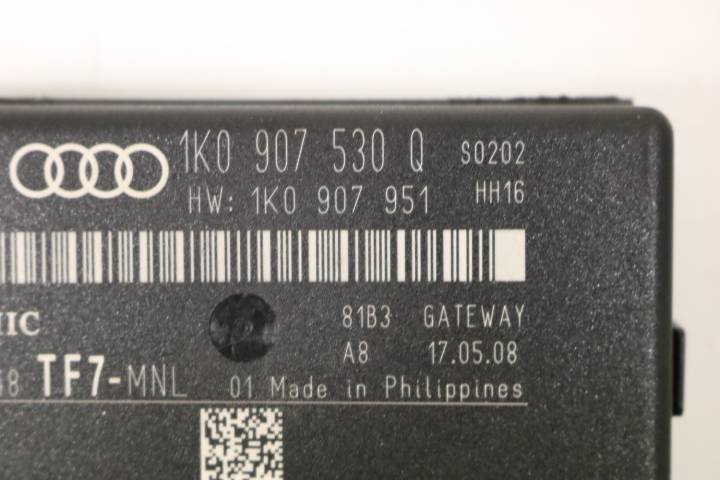 1K0 907 530 Q S0202
HW: 1K0 907 951 HH16
81B3 GATEWAY
A8 17.05.08
TF7-MNL 01 Made in Philippines